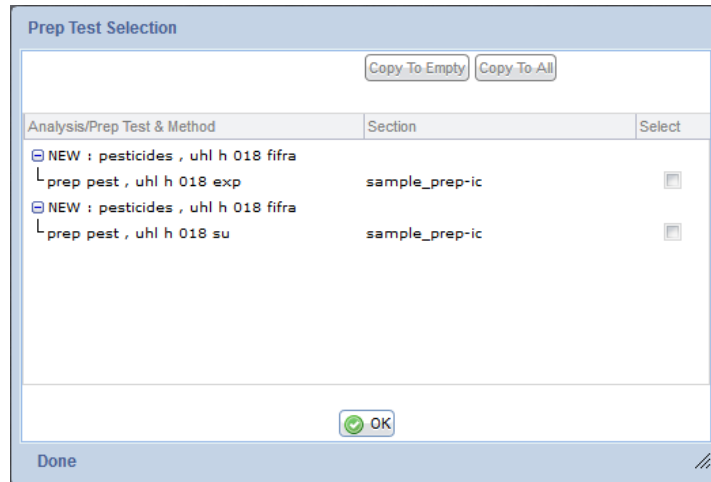 Prep Test Selection
Copy To Empty Copy To All
Analysis/Prep Test & Method Section Select
NEW : pesticides , uhl h 018 fifra
prep pest , uhl h 018 exp sample_prep-ic
NEW : pesticides , uhl h 018 fifra
prep pest , uhl h 018 su sample_prep-ic
OK
Done